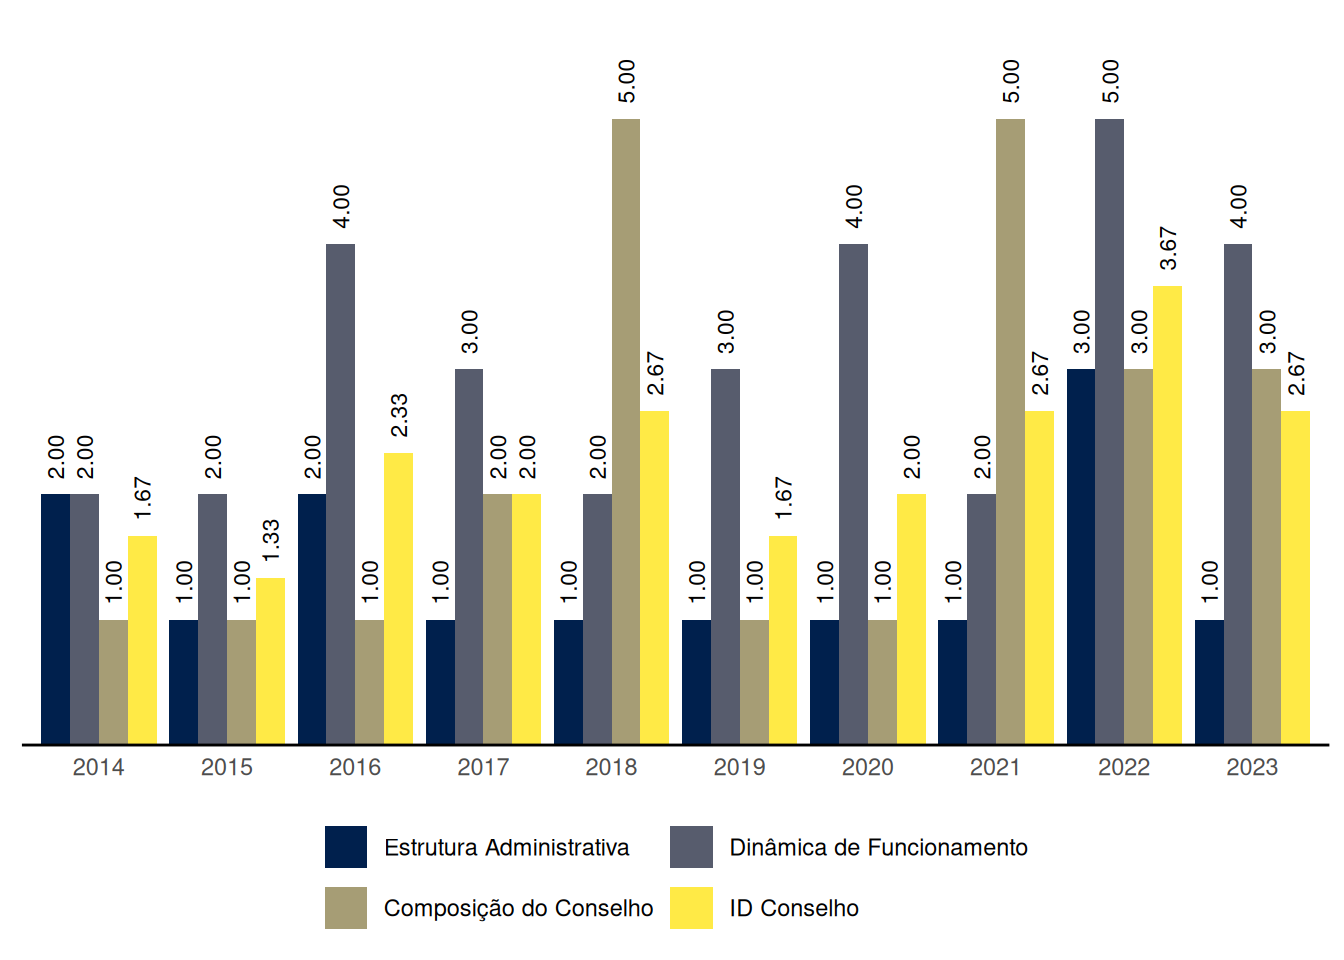 5.00 5.00 5.00
4.00 4.00 4.00
3.67
3.00 3.00 3.00 3.00 3.00
2.67 2.67 2.67
2.33
2.00 2.00 2.00 2.00 2.00 2.00 2.00 2.00 2.00
1.67 1.67
1.33
1.00 1.00 1.00 1.00 1.00 1.00 1.00 1.00 1.00 1.00 1.00 1.00
2014 2015 2016 2017 2018 2019 2020 2021 2022 2023
Estrutura Administrativa Dinâmica de Funcionamento
Composição do Conselho ID Conselho